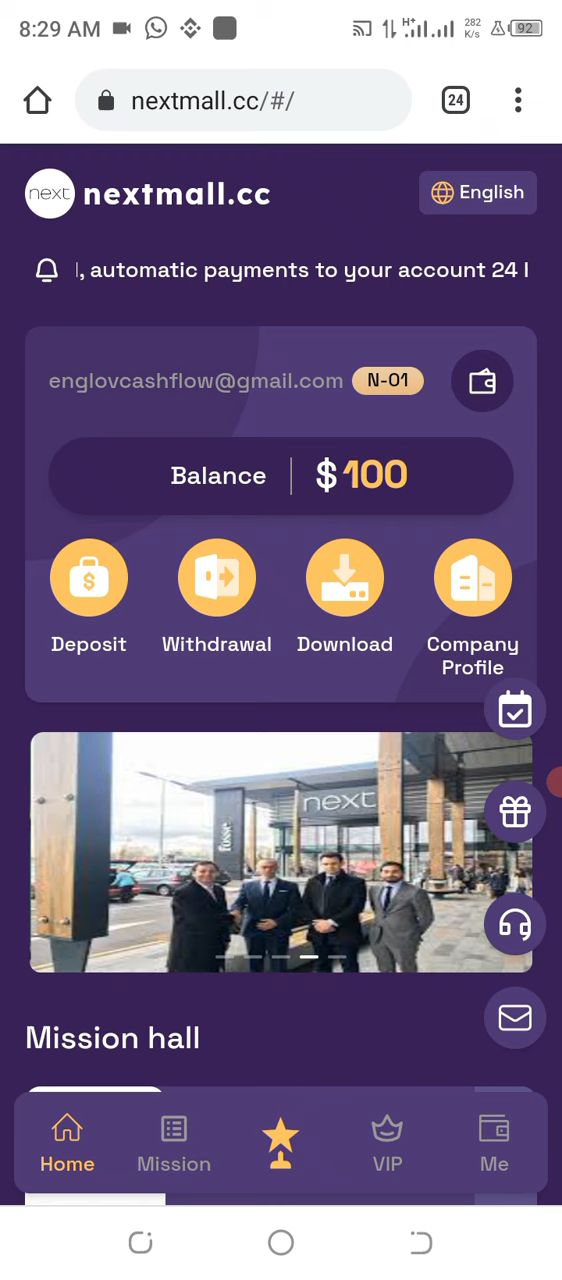 8:29 AM
H+
282
K/s
92
nextmall.cc/#/
24
next nextmall.cc
English
, automatic payments to your account 24
englovcashflow@gmail.com N-01
Balance $100
Deposit Withdrawal Download Company
Profile
next
fosse
Mission hall
Home Mission VIP Me